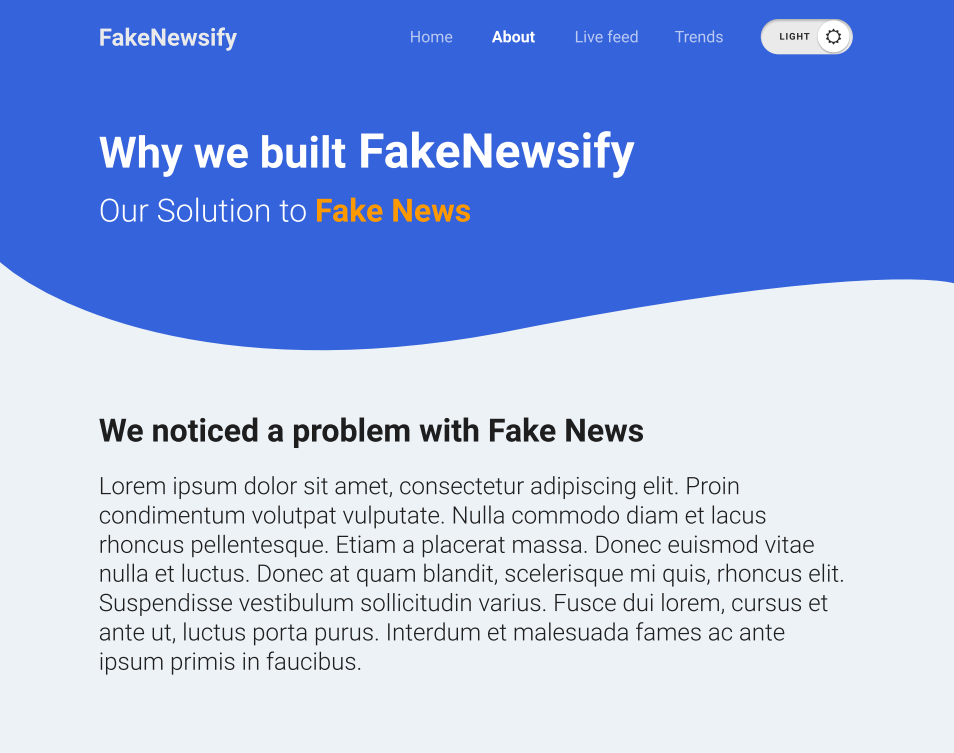 FakeNewsify
Home
About
Live feed
Trends
LIGHT
Why we built FakeNewsify
Our Solution to Fake News
We noticed a problem with Fake News
Lorem ipsum dolor sit amet, consectetur adipiscing elit. Proin
condimentum volutpat vulputate. Nulla commodo diam et lacus
rhoncus pellentesque. Etiam a placerat massa. Donec euismod vitae
nulla et luctus. Donec at quam blandit, scelerisque mi quis, rhoncus elit.
Suspendisse vestibulum sollicitudin varius. Fusce dui lorem, cursus et
ante ut, luctus porta purus. Interdum et malesuada fames ac ante
ipsum primis in faucibus.